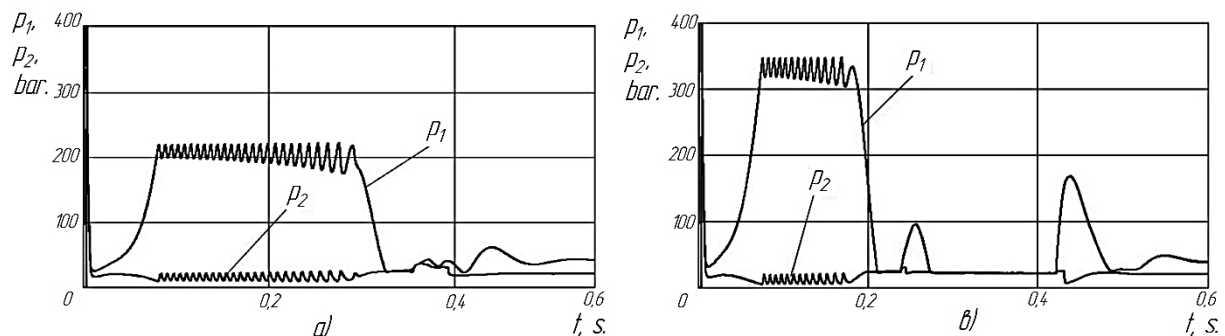 p₁,
p₂,
bar.
400
300
200
100
0
0,2
0,4
0,6
p₁
p₂
а)
t, s.
p₁,
p₂,
bar.
400
300
200
100
0
0,2
0,4
0,6
p₁
p₂
в)
t, s.